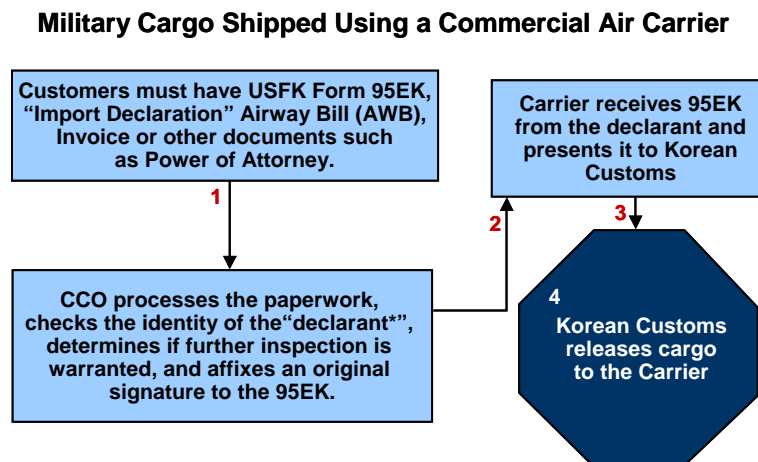 Military Cargo Shipped Using a Commercial Air Carrier
Customers must have USFK Form 95EK,
“Import Declaration” Airway Bill (AWB),
Invoice or other documents such
as Power of Attorney.
1
CCO processes the paperwork,
checks the identity of the“declarant*”,
determines if further inspection is
warranted, and affixes an original
signature to the 95EK.
2
Carrier receives 95EK
from the declarant and
presents it to Korean
Customs
3
4
Korean Customs
releases cargo
to the Carrier